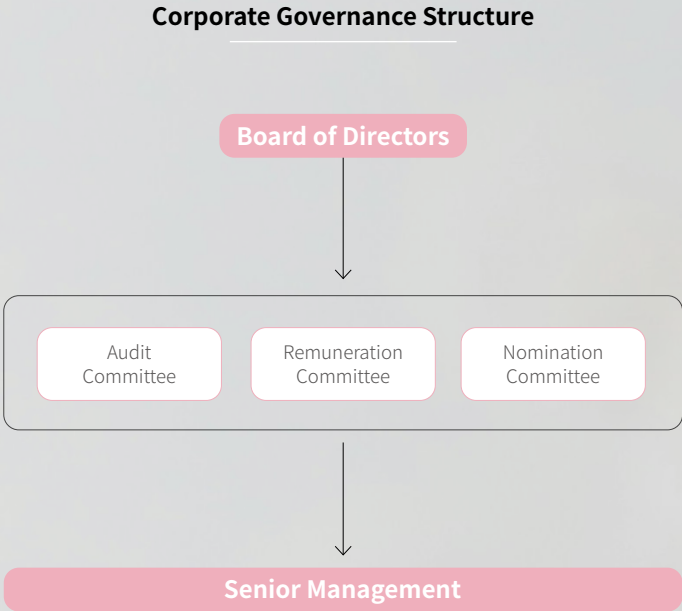 Corporate Governance Structure
Board of Directors
Audit
Committee
Remuneration
Committee
Nomination
Committee
Senior Management